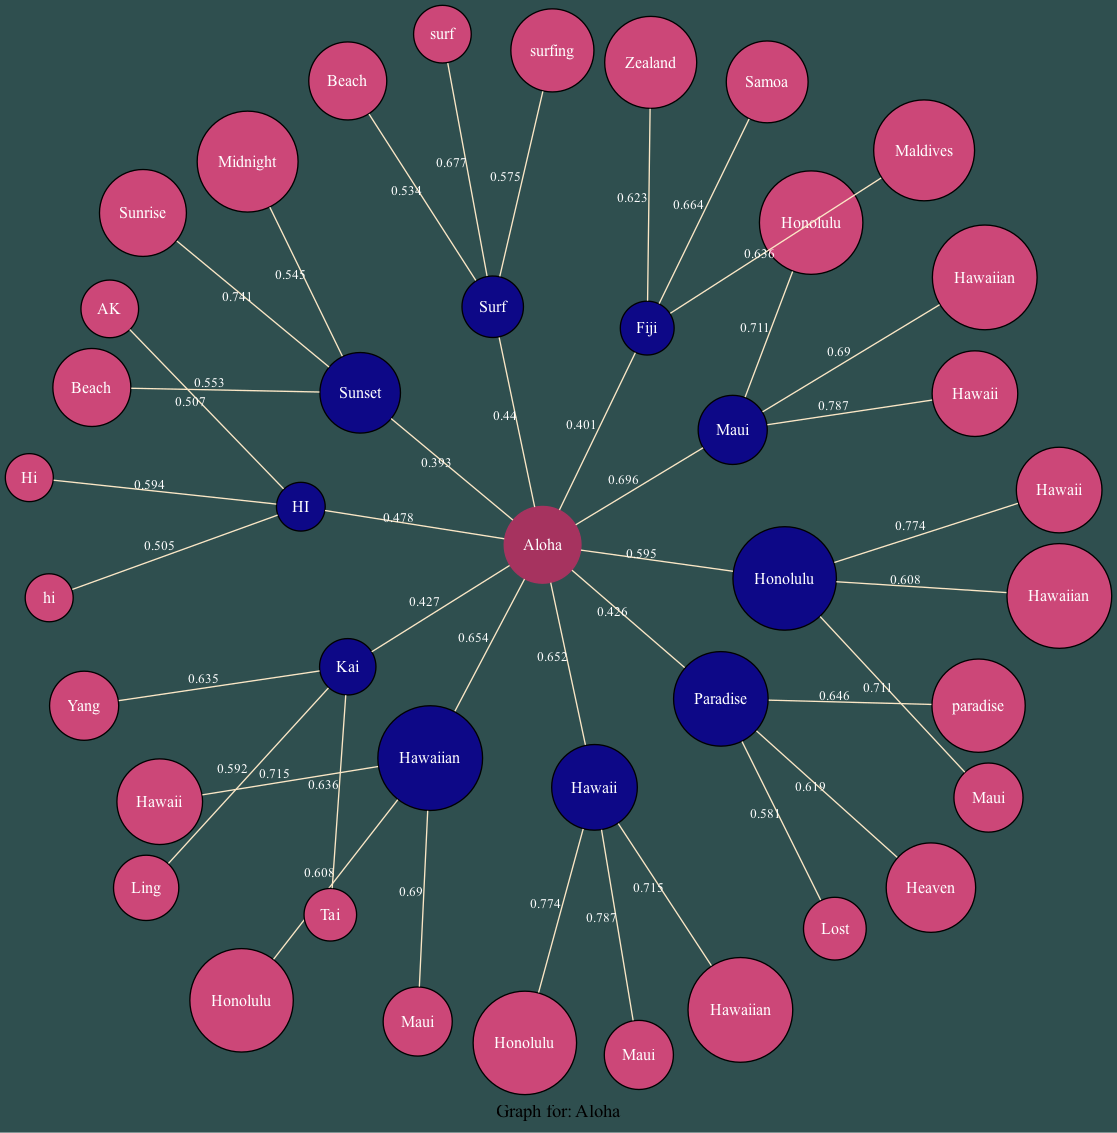 surf
surfing
Zealand
Samoa
Beach
Maldives
Midnight
0.677
0.575
0.534
0.623
0.664
Sunrise
Honolulu
0.636
Hawaiian
0.545
0.741
AK
Surf
Fiji
0.711
0.69
Beach
0.553
0.507
Sunset
0.44
0.401
Maui
0.787
Hawaii
0.393
Hi
0.594
HI
0.478
0.696
Hawaii
0.774
0.505
Aloha
0.595
Honolulu
0.608
Hawaiian
hi
0.427
0.654
0.426
0.652
Kai
0.635
Yang
Paradise
0.646
0.711
paradise
Hawaiian
0.592
0.715
0.636
Hawaii
Hawaii
0.619
Maui
0.581
Ling
0.608
0.69
0.774
0.787
0.715
Heaven
Tai
Lost
Honolulu
Maui
Honolulu
Maui
Hawaiian
Graph for: Aloha